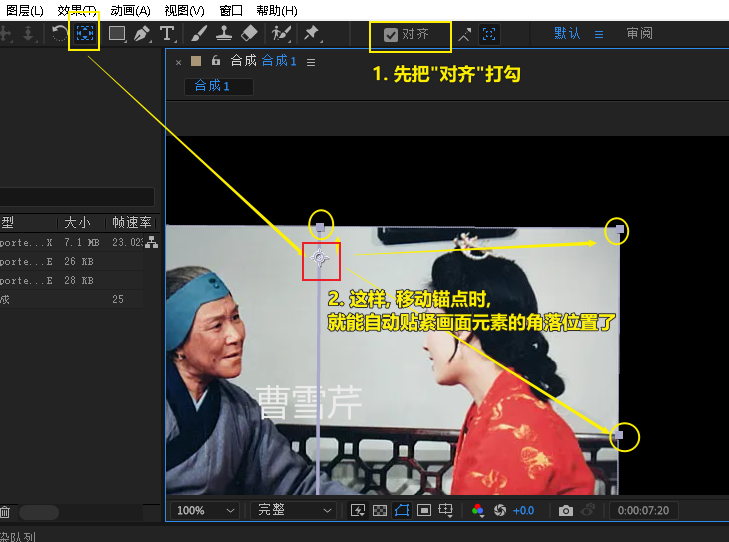 图层(L) 效果(T) 动画(A) 视图(V) 窗口 帮助(H)
对齐 默认 审阅
合成 合成 1
合成 1
1. 先把"对齐"打勾
型 大小 帧速率
porte...X 7.1 MB 23.02
porte...E 26 KB
porte...E 28 KB
成 25
2. 这样, 移动锚点时,
就能自动贴紧画面元素的角落位置了
曹雪芹
100% 完整 +0.0 0:00:07:20
染队列